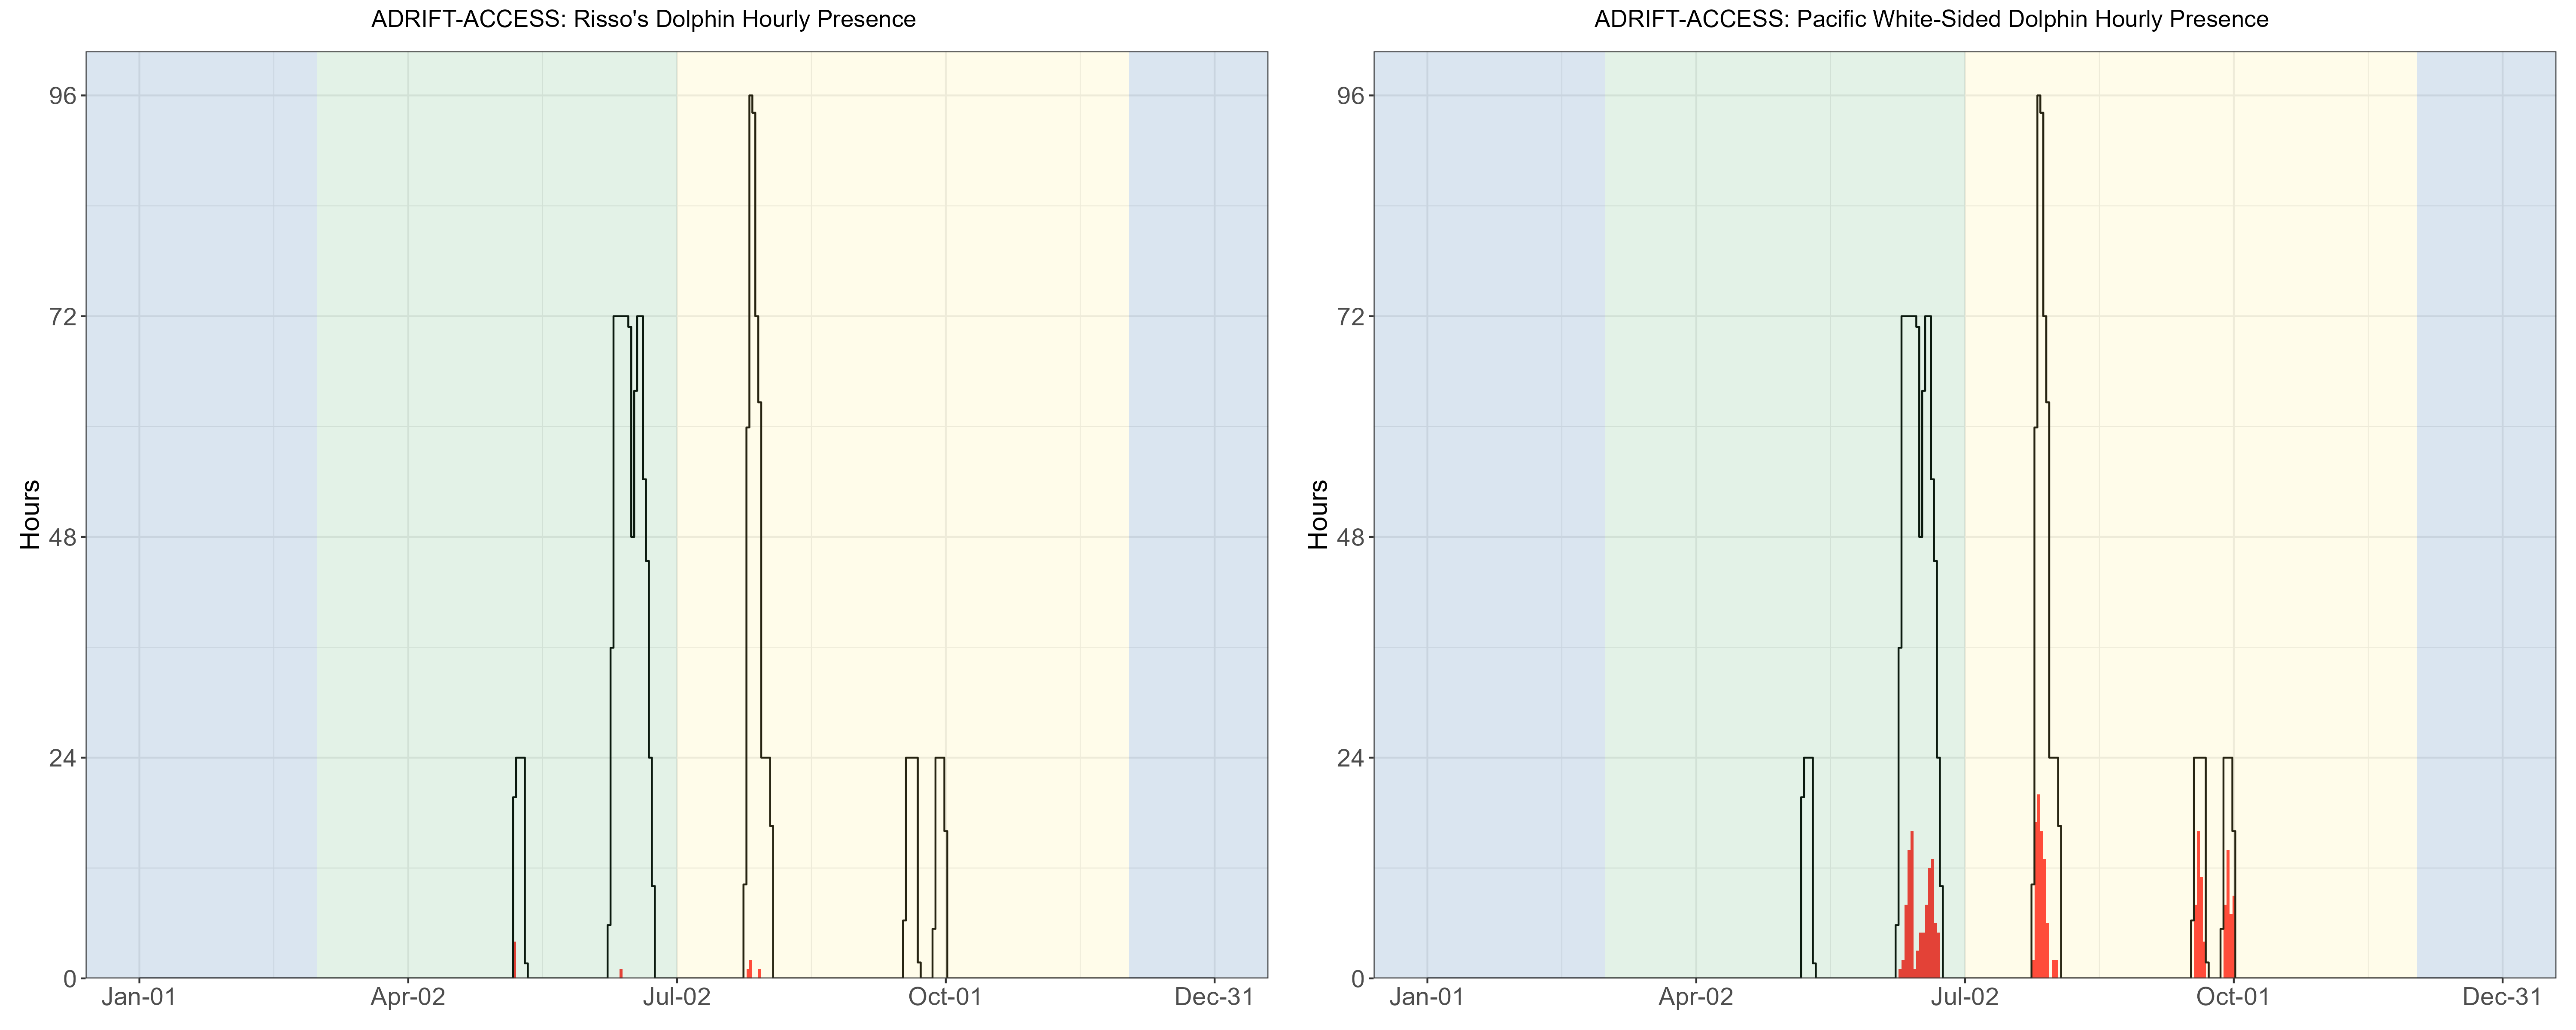 ADRIFT-ACCESS: Risso's Dolphin Hourly Presence
96
72
48
24
0
Hours
Jan-01 Apr-02 Jul-02 Oct-01 Dec-31
ADRIFT-ACCESS: Pacific White-Sided Dolphin Hourly Presence
96
72
48
24
0
Hours
Jan-01 Apr-02 Jul-02 Oct-01 Dec-31